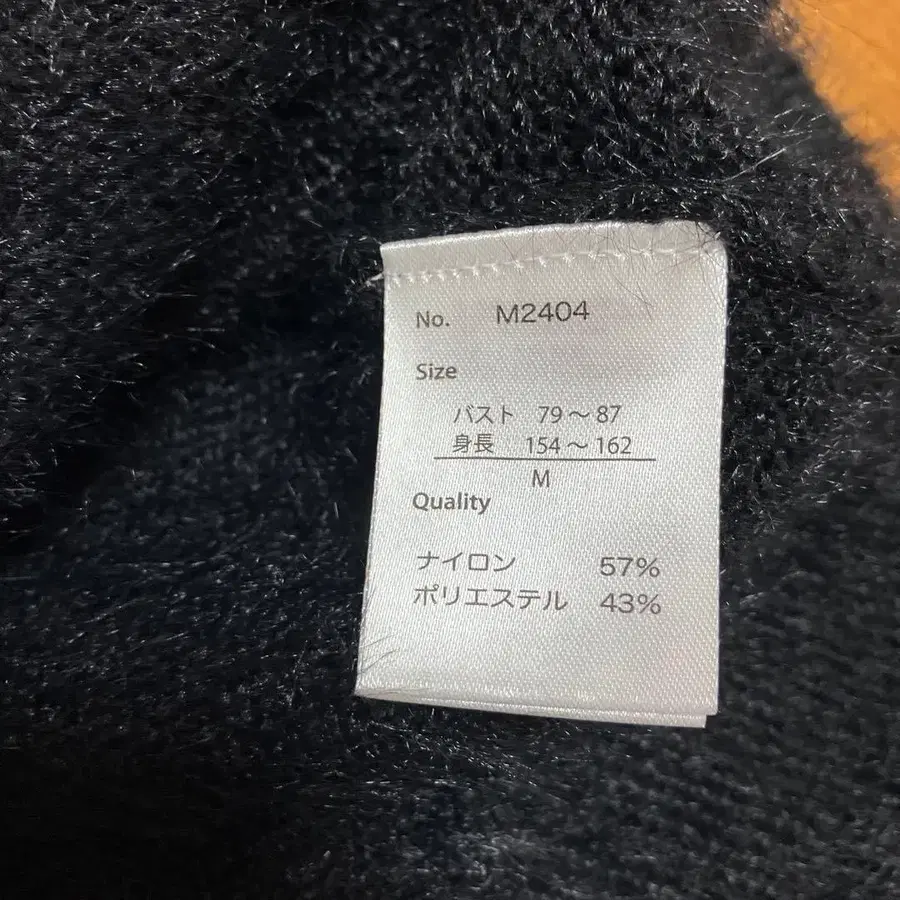 No. M2404
Size
バスト 79～87
身長 154～162
M
Quality
ナイロン 57%
ポリエステル 43%